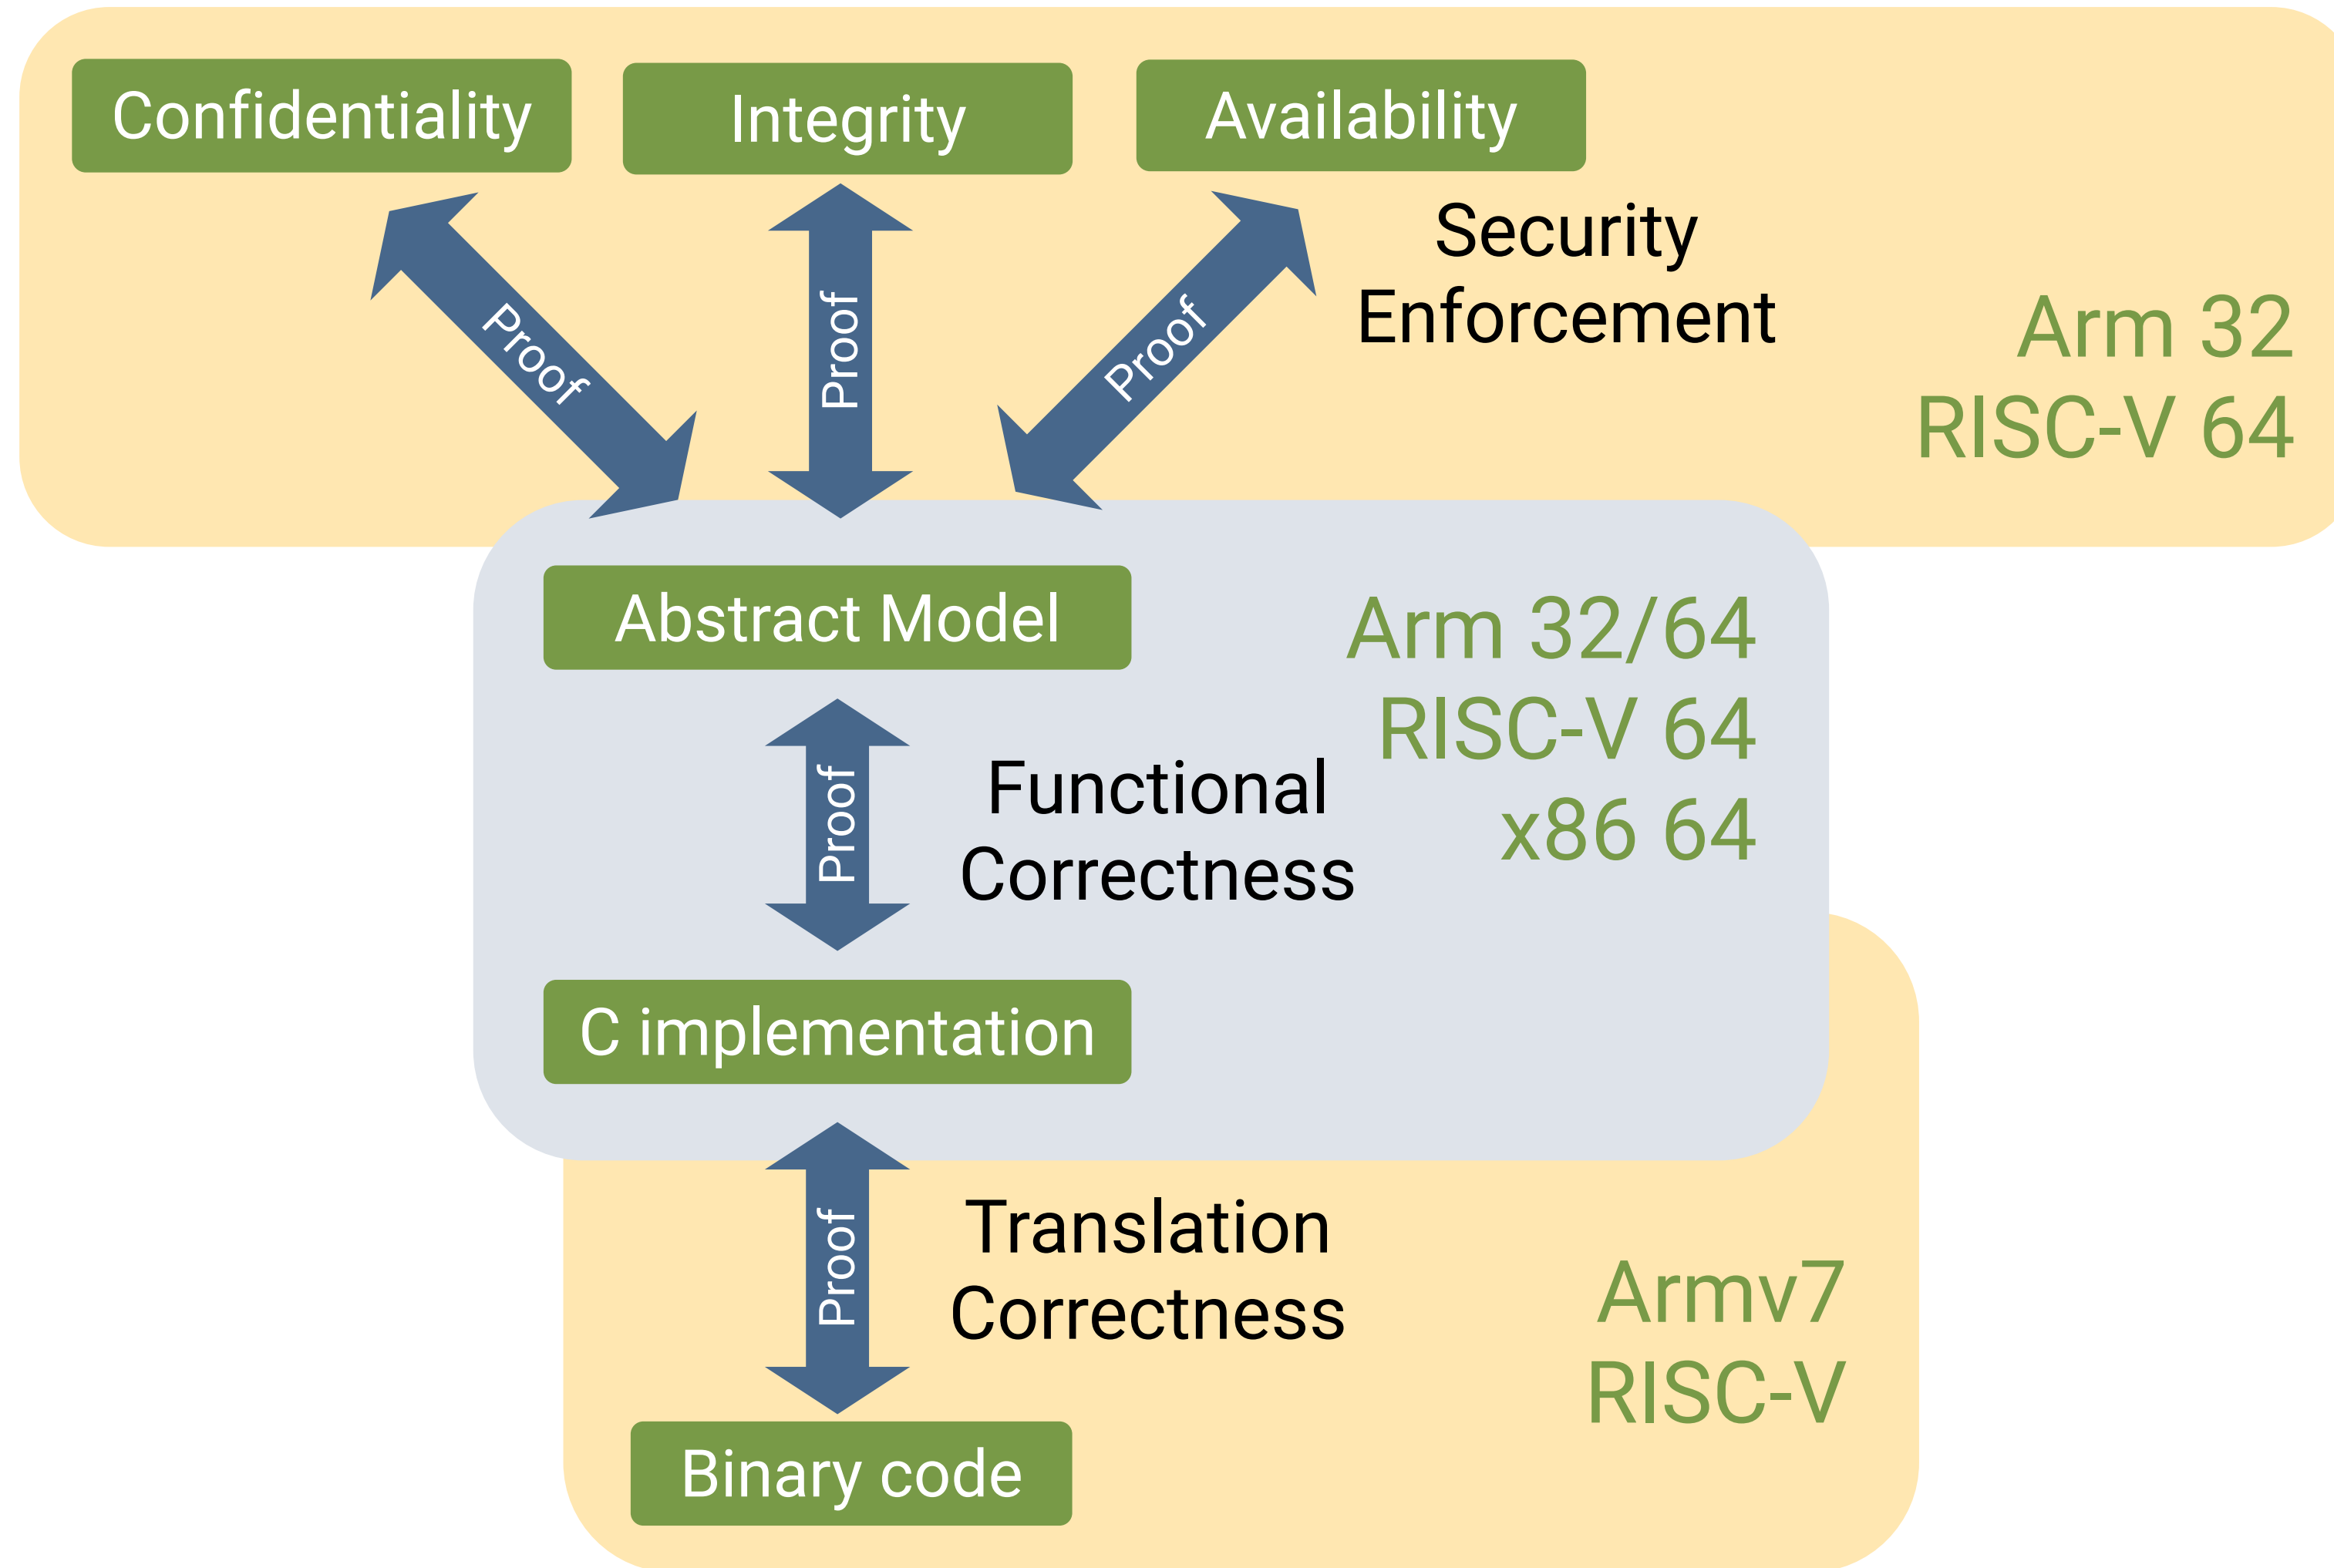 Confidentiality
Integrity
Availability
Proof
Proof
Proof
Security
Enforcement
Arm 32
RISC-V 64
Abstract Model
Proof
Functional
Correctness
Arm 32/64
RISC-V 64
x86 64
C implementation
Proof
Translation
Correctness
Armv7
RISC-V
Binary code